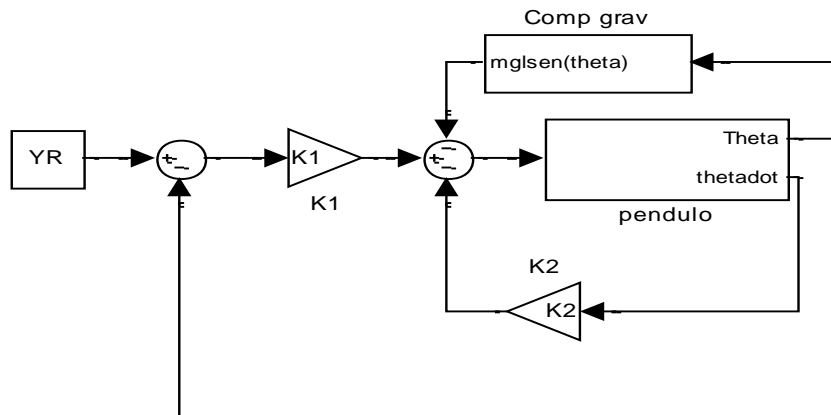 Comp grav
mglsen(theta)
YR
K1
K1
Theta
thetadot
pendulo
K2
K2